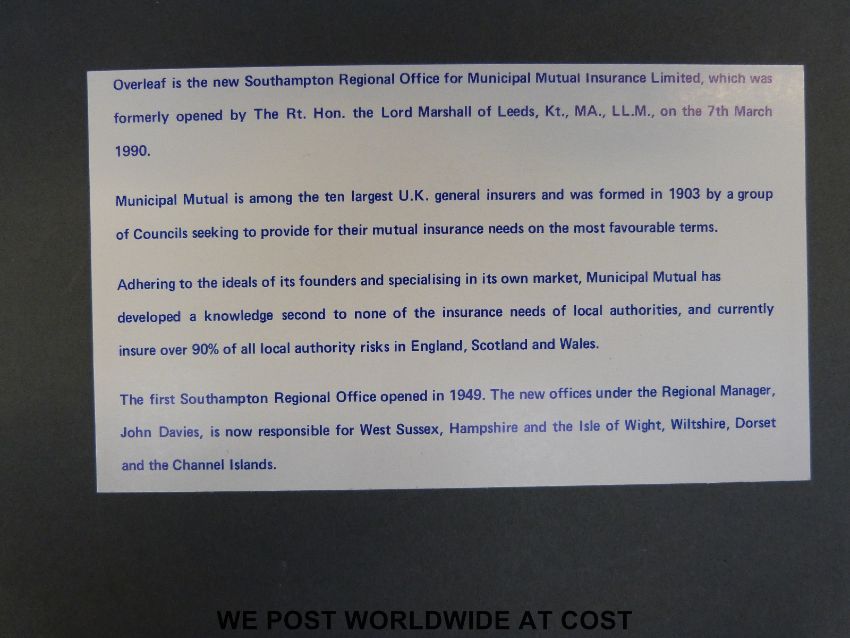 Overleaf is the new Southampton Regional Office for Municipal Mutual Insurance Limited, which was
formerly opened by The Rt. Hon. the Lord Marshall of Leeds, Kt., MA., LL.M., on the 7th March
1990.
Municipal Mutual is among the ten largest U.K. general insurers and was formed in 1903 by a group
of Councils seeking to provide for their mutual insurance needs on the most favourable terms.
Adhering to the ideals of its founders and specialising in its own market, Municipal Mutual has
developed a knowledge second to none of the insurance needs of local authorities, and currently
insure over 90% of all local authority risks in England, Scotland and Wales.
The first Southampton Regional Office opened in 1949. The new offices under the Regional Manager,
John Davies, is now responsible for West Sussex, Hampshire and the Isle of Wight, Wiltshire, Dorset
and the Channel Islands.
WE POST WORLDWIDE AT COST